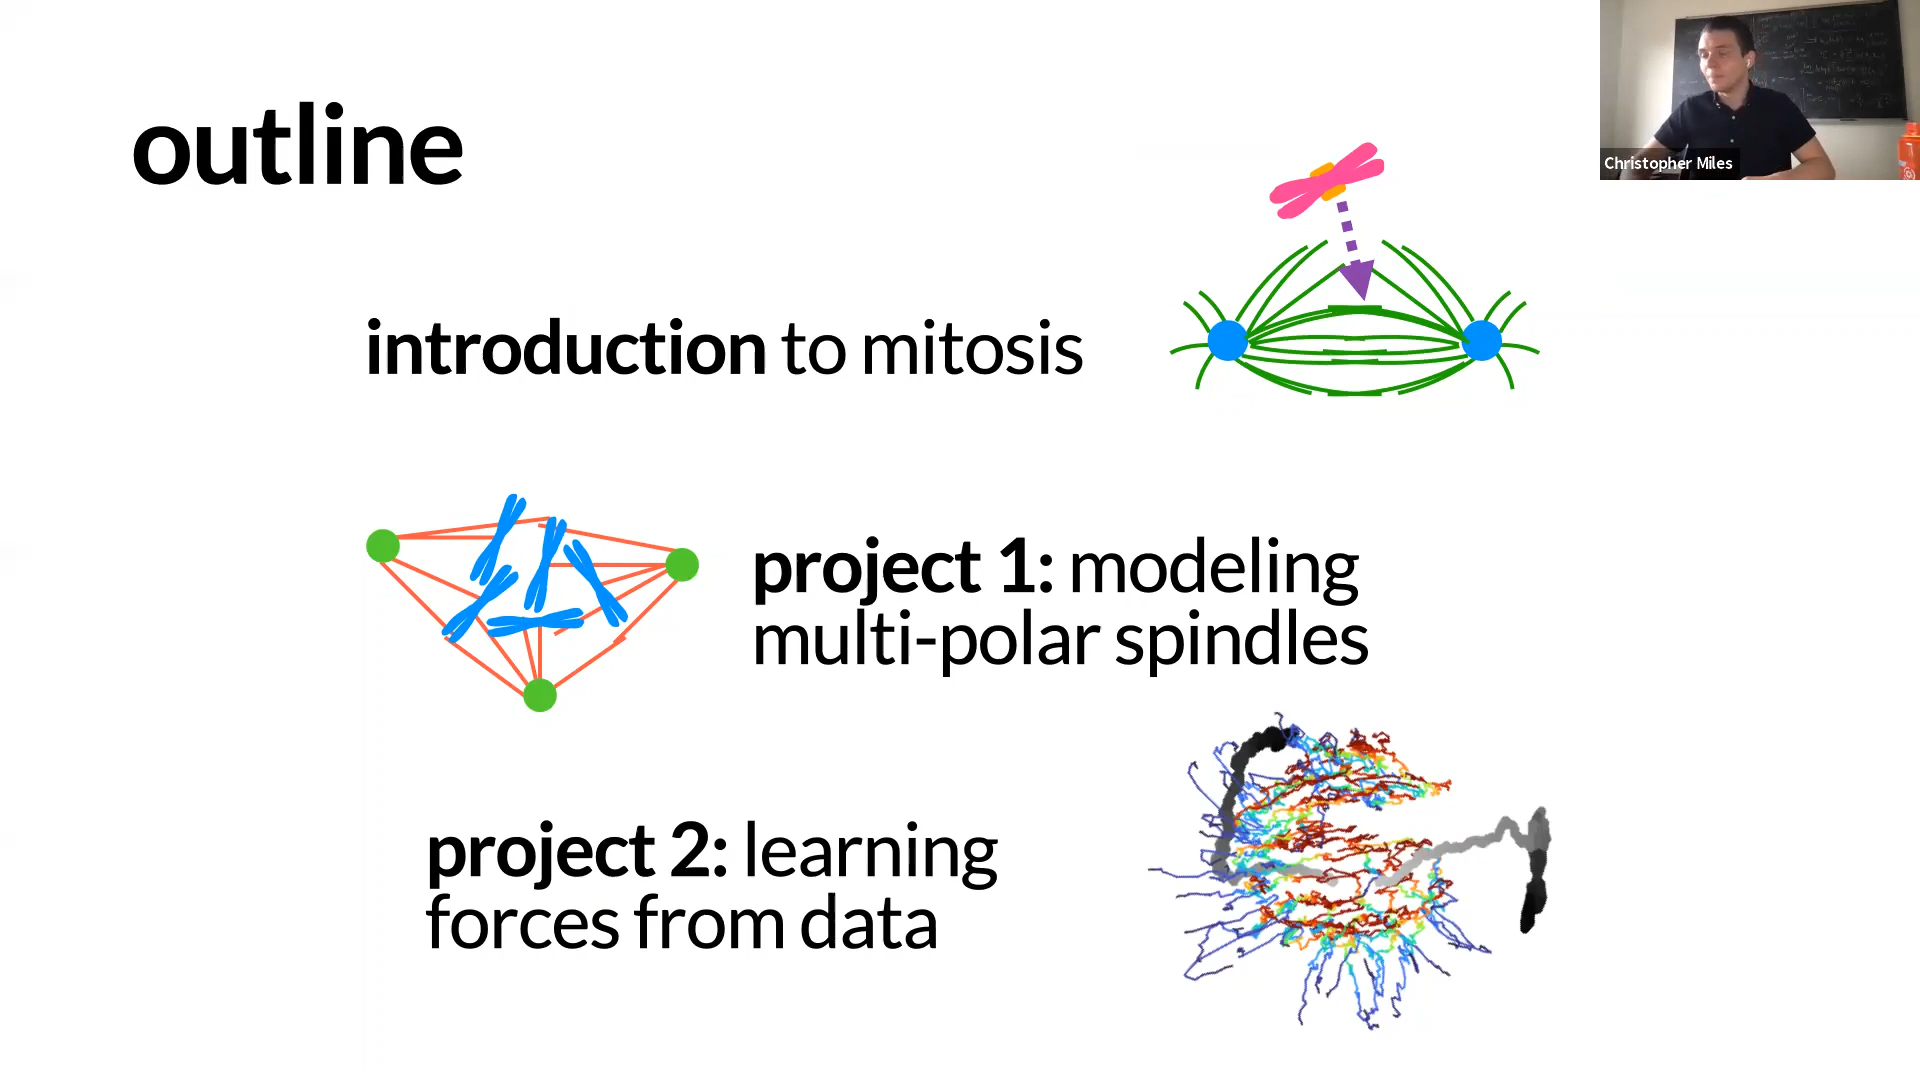 outline
Christopher Miles
introduction to mitosis
project 1: modeling
multi-polar spindles
project 2: learning
forces from data